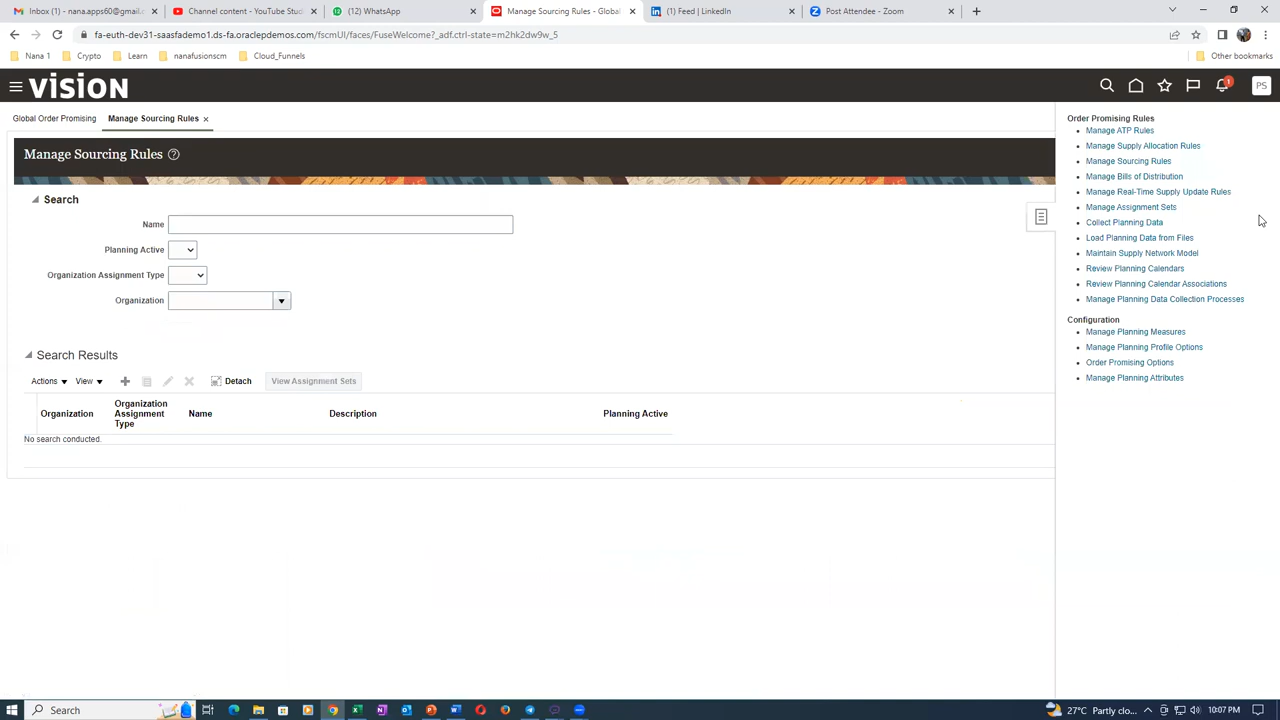 Inbox (1) - nana.apps60@gmail.c
Channel content - YouTube Stud
(12) WhatsApp
Manage Sourcing Rules - Global
(1) Feed | LinkedIn
Post Attendee - Zoom
fa-euth-dev31-saasfademo1.ds-fa.oraclepdemos.com/fscmUI/faces/FuseWelcome?_adf.ctrl-state=m2hk2dw9w_5
Nana 1
Crypto
Learn
nanafusionscm
Cloud_Funnels
Other bookmarks
VISION
1
PS
Global Order Promising
Manage Sourcing Rules
Manage Sourcing Rules
Search
Name
Planning Active
Organization Assignment Type
Organization
Search Results
Actions
View
Detach
View Assignment Sets
Organization
Organization Assignment Type
Name
Description
Planning Active
No search conducted.
Order Promising Rules
Manage ATP Rules
Manage Supply Allocation Rules
Manage Sourcing Rules
Manage Bills of Distribution
Manage Real-Time Supply Update Rules
Manage Assignment Sets
Collect Planning Data
Load Planning Data from Files
Maintain Supply Network Model
Review Planning Calendars
Review Planning Calendar Associations
Manage Planning Data Collection Processes
Configuration
Manage Planning Measures
Manage Planning Profile Options
Order Promising Options
Manage Planning Attributes
Search
27°C Partly clo...
10:07 PM